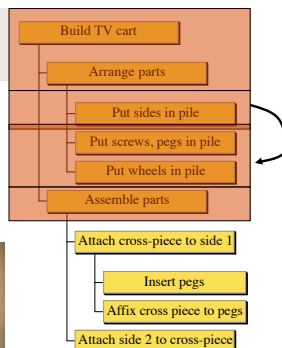 Build TV cart
Arrange parts
Put sides in pile
Put screws, pegs in pile
Put wheels in pile
Assemble parts
Attach cross-piece to side 1
Insert pegs
Affix cross piece to pegs
Attach side 2 to cross-piece